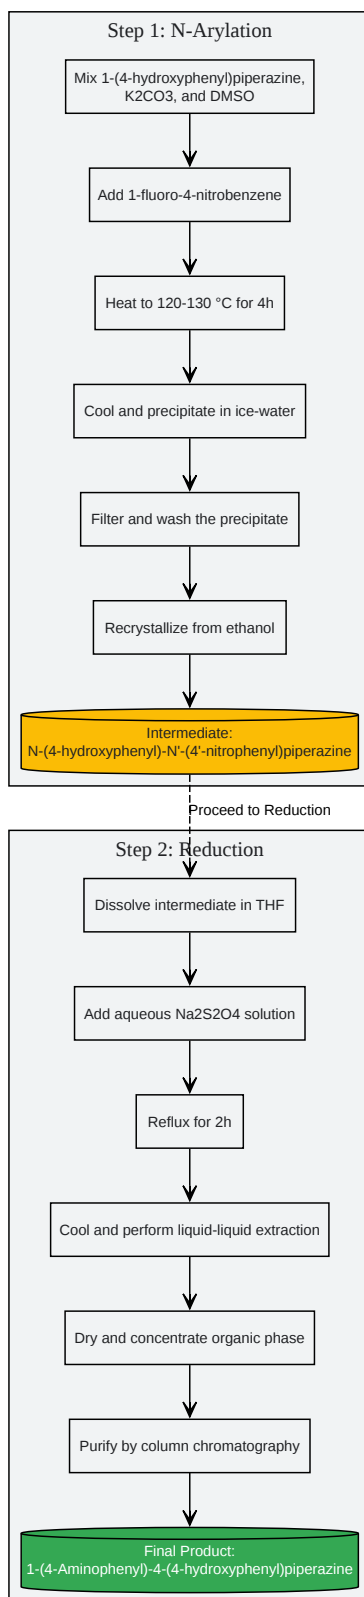 Step 1: N-Arylation
Mix 1-(4-hydroxyphenyl)piperazine,
K2CO3, and DMSO
Add 1-fluoro-4-nitrobenzene
Heat to 120-130 °C for 4h
Cool and precipitate in ice-water
Filter and wash the precipitate
Recrystallize from ethanol
Intermediate:
N-(4-hydroxyphenyl)-N'-(4'-nitrophenyl)piperazine
Proceed to Reduction
Step 2: Reduction
Dissolve intermediate in THF
Add aqueous Na2S2O4 solution
Reflux for 2h
Cool and perform liquid-liquid extraction
Dry and concentrate organic phase
Purify by column chromatography
Final Product:
1-(4-Aminophenyl)-4-(4-hydroxyphenyl)piperazine